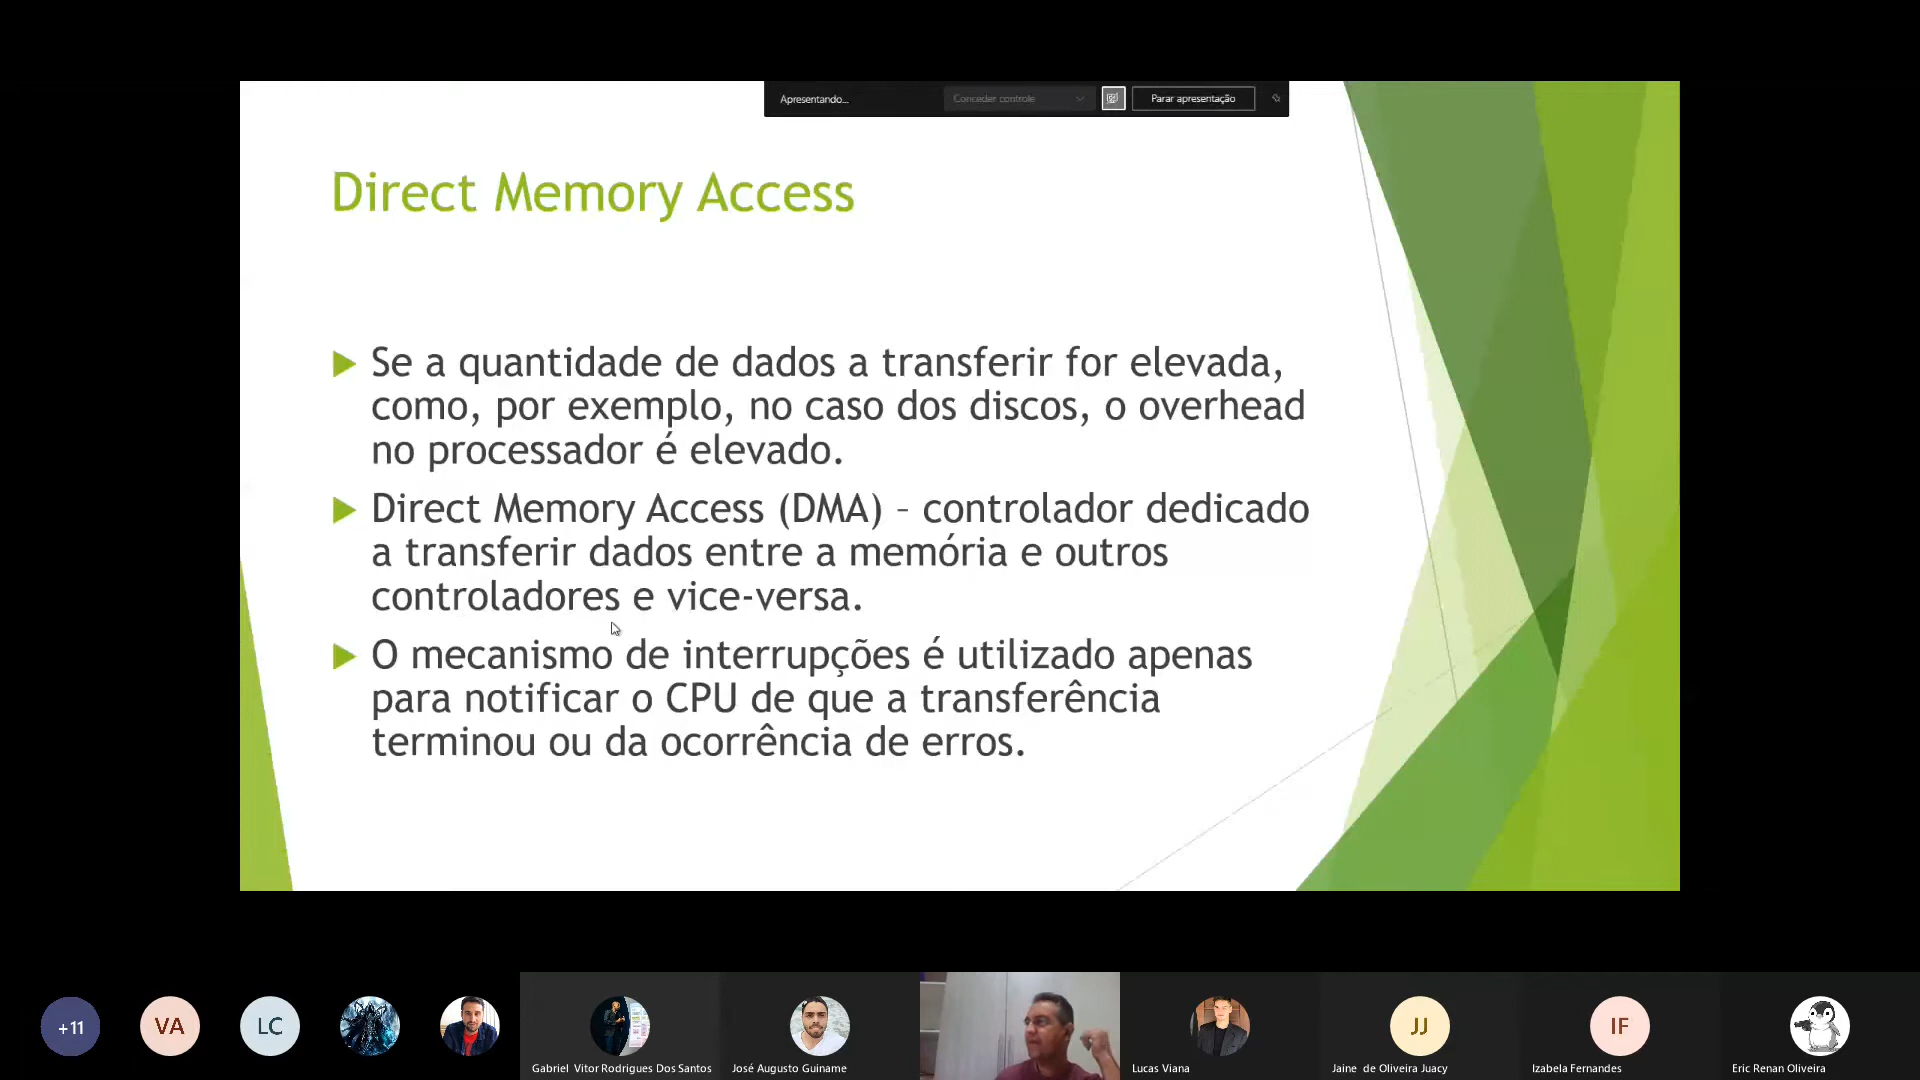 Apresentando...
Conceder controle
Parar apresentação
Direct Memory Access
Se a quantidade de dados a transferir for elevada,
como, por exemplo, no caso dos discos, o overhead
no processador é elevado.
Direct Memory Access (DMA) – controlador dedicado
a transferir dados entre a memória e outros
controladores e vice-versa.
O mecanismo de interrupções é utilizado apenas
para notificar o CPU de que a transferência
terminou ou da ocorrência de erros.
+11
VA
LC
JJ
IF
Gabriel Vitor Rodrigues Dos Santos
José Augusto Guiname
Lucas Viana
Jaine de Oliveira Juacy
Izabela Fernandes
Eric Renan Oliveira